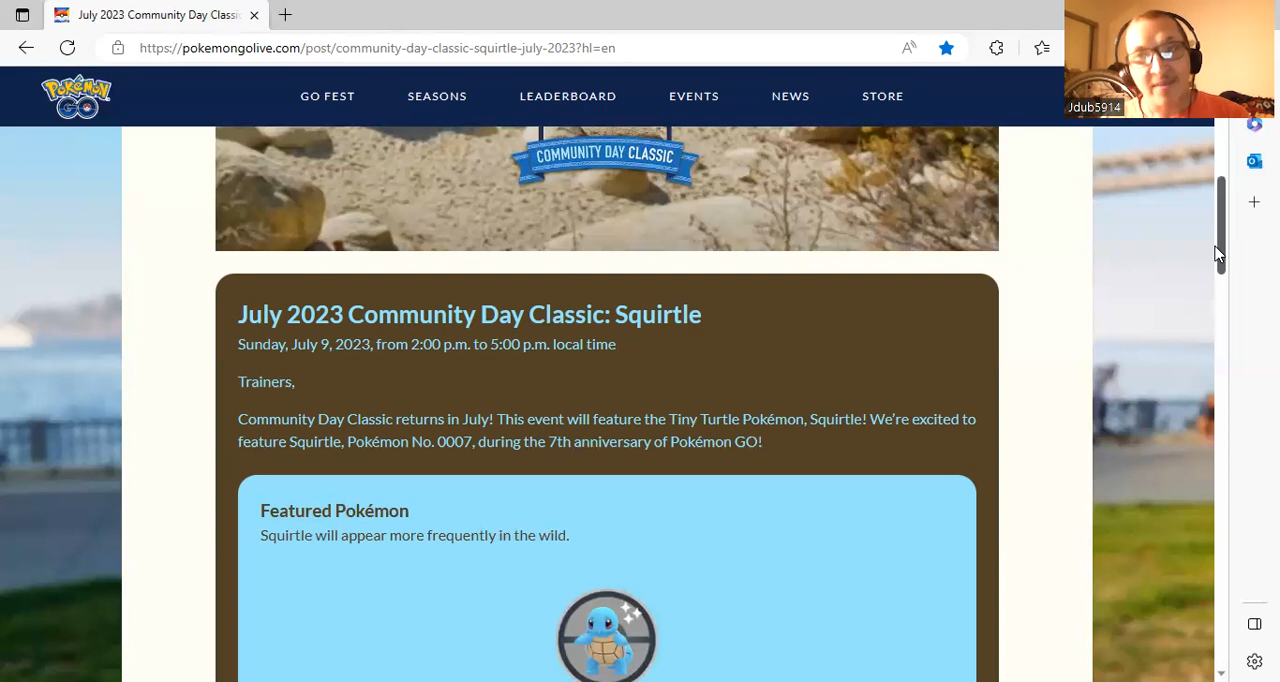 July 2023 Community Day Classic
https://pokemongolive.com/post/community-day-classic-squirtle-july-2023?hl=en
Jdub5914
POKÉMON GO
GO FEST SEASONS LEADERBOARD EVENTS NEWS STORE
COMMUNITY DAY CLASSIC
July 2023 Community Day Classic: Squirtle
Sunday, July 9, 2023, from 2:00 p.m. to 5:00 p.m. local time
Trainers,
Community Day Classic returns in July! This event will feature the Tiny Turtle Pokémon, Squirtle! We’re excited to
feature Squirtle, Pokémon No. 0007, during the 7th anniversary of Pokémon GO!
Featured Pokémon
Squirtle will appear more frequently in the wild.